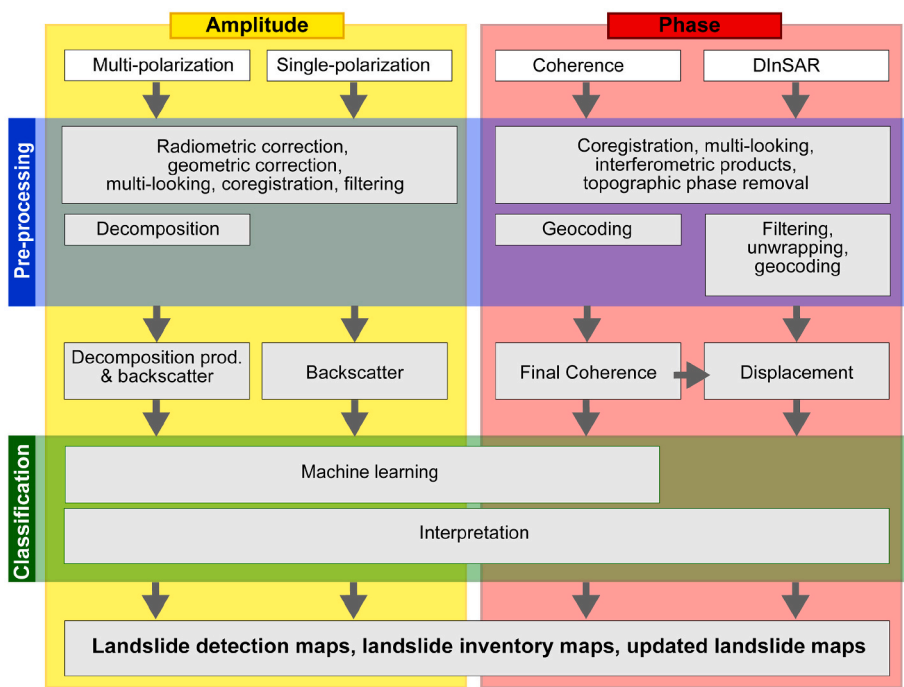 Amplitude
Phase
Multi-polarization
Single-polarization
Coherence
DInSAR
Pre-processing
Radiometric correction,
geometric correction,
multi-looking, coregistration, filtering
Coregistration, multi-looking,
interferometric products,
topographic phase removal
Decomposition
Geocoding
Filtering,
unwrapping,
geocoding
Decomposition prod.
& backscatter
Backscatter
Final Coherence
Displacement
Classification
Machine learning
Interpretation
Landslide detection maps, landslide inventory maps, updated landslide maps